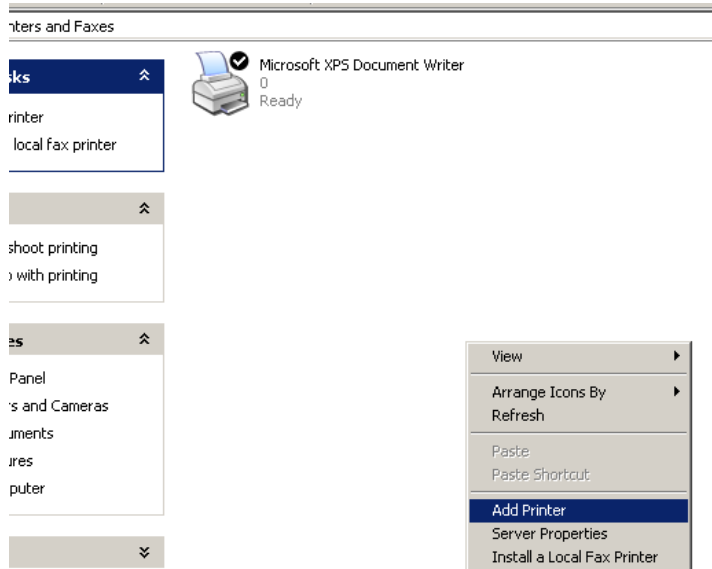 nters and Faxes
Microsoft XPS Document Writer
0
Ready
sks
rinter
local fax printer
shoot printing
with printing
es
Panel
rs and Cameras
uments
ures
puter
View
Arrange Icons By
Refresh
Paste
Paste Shortcut
Add Printer
Server Properties
Install a Local Fax Printer